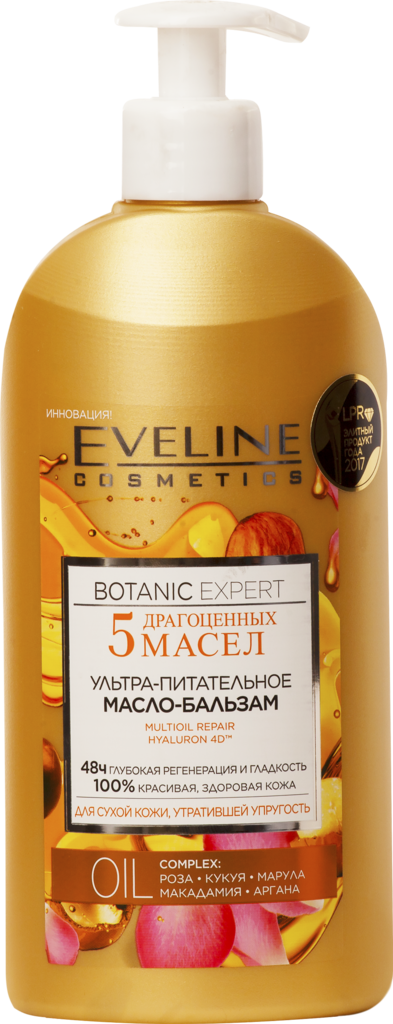 ИННОВАЦИЯ!
EVELINE
COSMETICS
LPR
ЭЛИТНЫЙ
ПРОДУКТ
ГОДА
2017
BOTANIC EXPERT
5 ДРАГОЦЕННЫХ
МАСЕЛ
УЛЬТРА-ПИТАТЕЛЬНОЕ
МАСЛО-БАЛЬЗАМ
MULTIOIL REPAIR
HYALURON 4D™
48ч ГЛУБОКАЯ РЕГЕНЕРАЦИЯ И ГЛАДКОСТЬ
100% КРАСИВАЯ, ЗДОРОВАЯ КОЖА
ДЛЯ СУХОЙ КОЖИ, УТРАТИВШЕЙ УПРУГОСТЬ
OIL COMPLEX:
РОЗА • КУКУЯ • МАРУЛА
МАКАДАМИЯ • АРГАНА